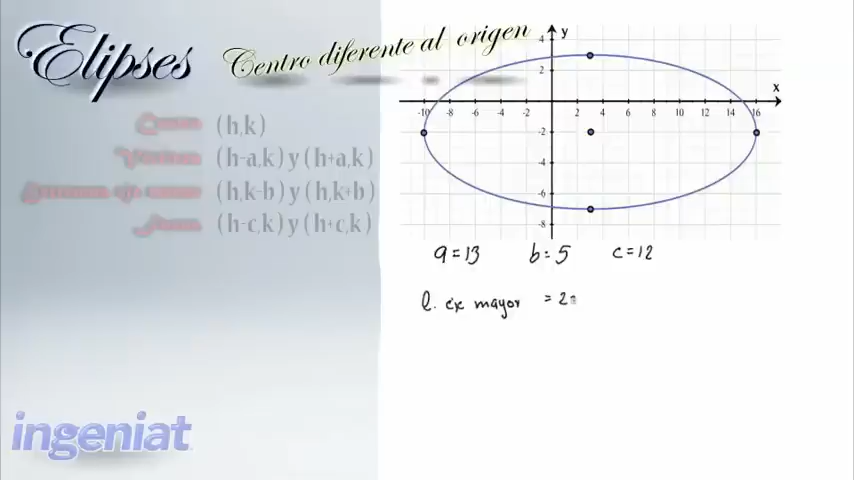 Elipses
Centro diferente al origen
(h,k)
(h-a,k) y (h+a,k)
(h,k-b) y (h,k+b)
(h-c,k) y (h+c,k)
y
x
4
2
-10 -8 -6 -4 -2 2 4 6 8 10 12 14 16
-2
-4
-6
-8
a=13 b=5 c=12
l. eje mayor = 2
ingeniat